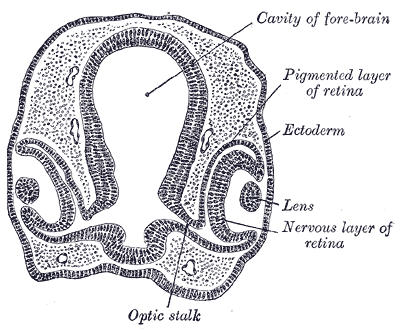 Cavity of fore-brain
Pigmented layer
of retina
Ectoderm
Lens
Nervous layer of
retina
Optic stalk